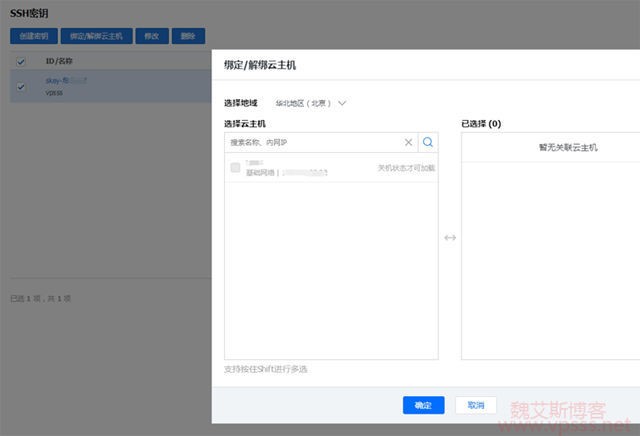 SSH密钥
创建密钥 绑定/解绑云主机 修改 删除
ID/名称
vpsss
已选 1 项，共 1 项
绑定/解绑云主机
选择地域 华北地区（北京）
选择云主机
搜索名称、内网IP
基础网络 |
关机状态才可加载
已选择 (0)
暂无关联云主机
支持按住Shift进行多选
确定 取消
魏艾斯博客
www.vpsss.net